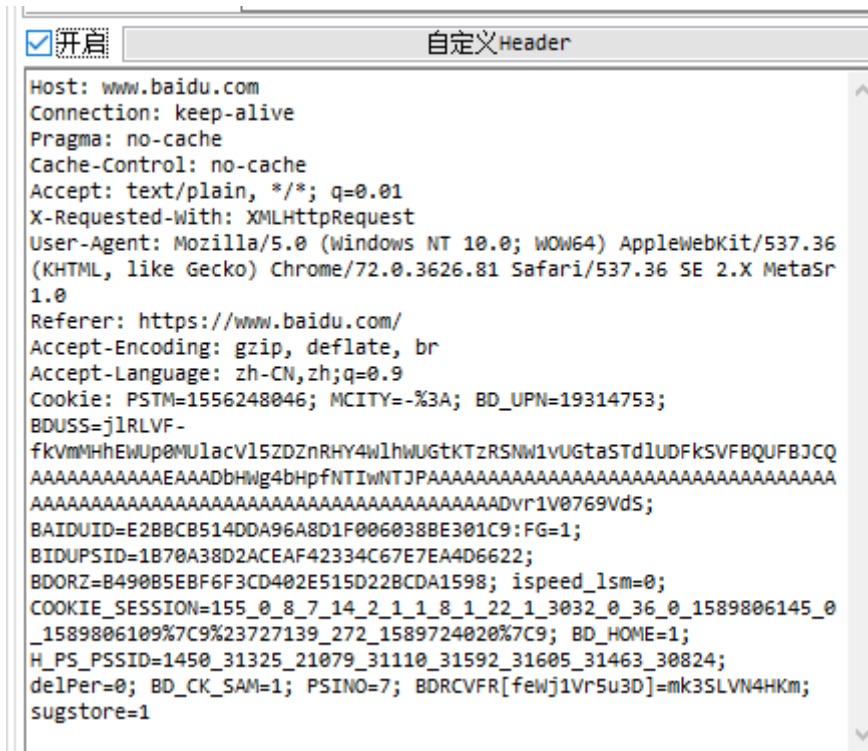 开启
自定义Header
Host: www.baidu.com
Connection: keep-alive
Pragma: no-cache
Cache-Control: no-cache
Accept: text/plain, */*; q=0.01
X-Requested-With: XMLHttpRequest
User-Agent: Mozilla/5.0 (Windows NT 10.0; WOW64) AppleWebKit/537.36
(KHTML, like Gecko) Chrome/72.0.3626.81 Safari/537.36 SE 2.X MetaSr
1.0
Referer: https://www.baidu.com/
Accept-Encoding: gzip, deflate, br
Accept-Language: zh-CN,zh;q=0.9
Cookie: PSTM=1556248046; MCITY=-%3A; BD_UPN=19314753;
BDUSS=jlRLVF-
fkVmMHhEWUp0MUlacVl5ZDZnRHY4WlhWUGtKTzRSNW1vUGtaSTdlUDFkSVFBQUFBJCQ
AAAAAAAAAAAEAAADbHWg4bHpfNTIwNTJPAAAAAAAAAAAAAAAAAAAAAAAAAAAAAAAAAA
AAAAAAAAAAAAAAAAAAAAAAAAAAAAAAAAAAAAAADvr1V0769VdS;
BAIDUID=E2BBCB514DDA96A8D1F006038BE301C9:FG=1;
BIDUPSID=1B70A38D2ACEAF42334C67E7EA4D6622;
BDORZ=B490B5EBF6F3CD402E515D22BCDA1598; ispeed_lsm=0;
COOKIE_SESSION=155_0_8_7_14_2_1_1_8_1_22_1_3032_0_36_0_1589806145_0
_1589806109%7C9%23727139_272_1589724020%7C9; BD_HOME=1;
H_PS_PSSID=1450_31325_21079_31110_31592_31605_31463_30824;
delPer=0; BD_CK_SAM=1; PSINO=7; BDRCVFR[feWj1Vr5u3D]=mk3SLVN4HKm;
sugstore=1